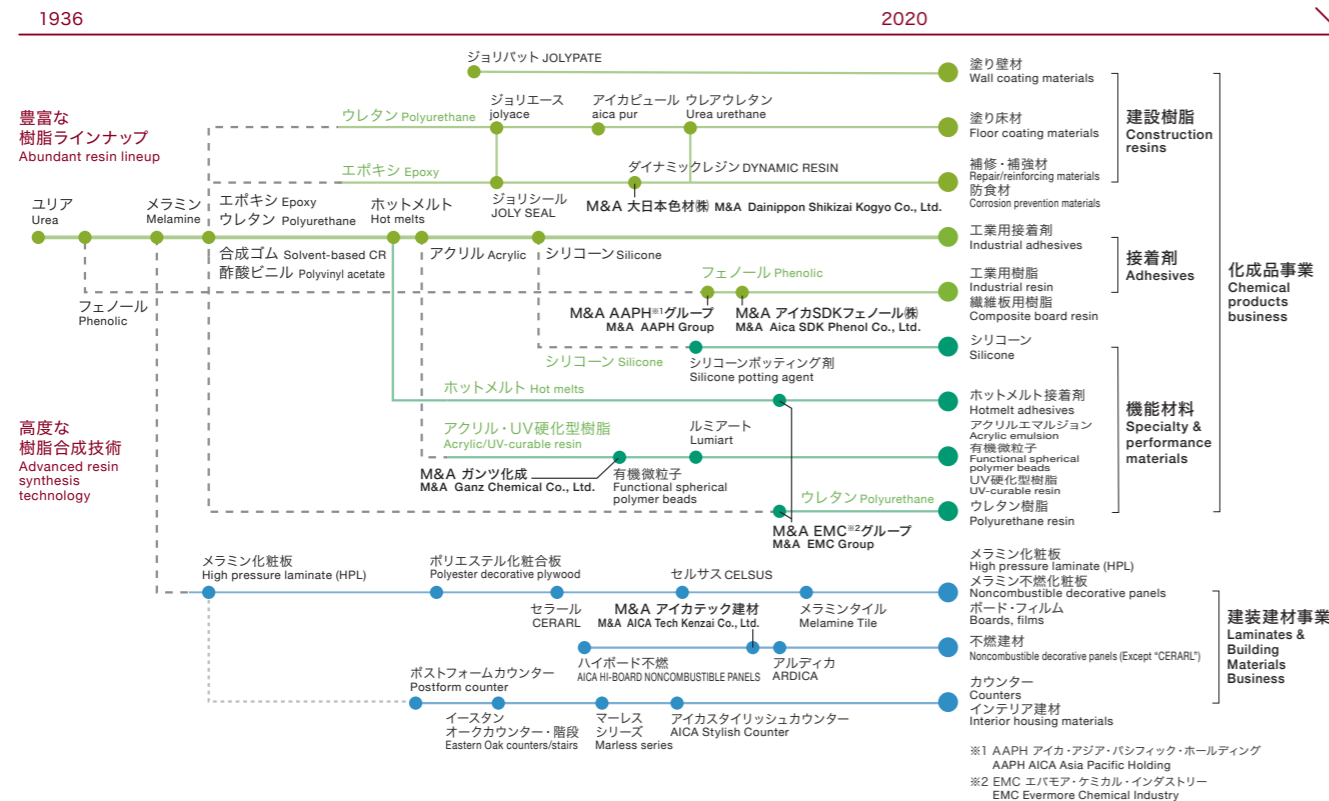 1936
2020
ジョリパット JOLYPATE
塗り壁材
Wall coating materials
豊富な
樹脂ラインナップ
Abundant resin lineup
ウレタン Polyurethane
ジョリエース
jolyace
アイカピュール
aica pur
ウレアウレタン
Urea urethane
塗り床材
Floor coating materials
建設樹脂
Construction
resins
エポキシ Epoxy
ジョリシール
JOLY SEAL
ダイナミックレジン DYNAMIC RESIN
M&A 大日本色材㈱ M&A Dainippon Shikizai Kogyo Co., Ltd.
補修・補強材
Repair/reinforcing materials
防食材
Corrosion prevention materials
ユリア
Urea
メラミン
Melamine
エポキシ Epoxy
ウレタン Polyurethane
合成ゴム Solvent-based CR
酢酸ビニル Polyvinyl acetate
ホットメルト
Hot melts
アクリル Acrylic
シリコーン Silicone
工業用接着剤
Industrial adhesives
接着剤
Adhesives
化成品事業
Chemical
products
business
フェノール
Phenolic
フェノール Phenolic
M&A AAPH※1グループ
M&A AAPH Group
M&A アイカSDKフェノール㈱
M&A Aica SDK Phenol Co., Ltd.
工業用樹脂
Industrial resin
繊維板用樹脂
Composite board resin
シリコーン Silicone
シリコーンポッティング剤
Silicone potting agent
シリコーン
Silicone
高度な
樹脂合成技術
Advanced resin
synthesis
technology
ホットメルト Hot melts
ホットメルト接着剤
Hotmelt adhesives
機能材料
Specialty &
performance
materials
アクリル・UV硬化型樹脂
Acrylic/UV-curable resin
M&A ガンツ化成
M&A Ganz Chemical Co., Ltd.
有機微粒子
Functional spherical
polymer beads
ルミアート
Lumiart
アクリルエマルジョン
Acrylic emulsion
有機微粒子
Functional spherical
polymer beads
UV硬化型樹脂
UV-curable resin
ウレタン Polyurethane
M&A EMC※2グループ
M&A EMC Group
ウレタン樹脂
Polyurethane resin
メラミン化粧板
High pressure laminate (HPL)
ポリエステル化粧合板
Polyester decorative plywood
セラール
CERARL
セルサス CELSUS
メラミンタイル
Melamine Tile
メラミン化粧板
High pressure laminate (HPL)
メラミン不燃化粧板
Noncombustible decorative panels
ボード・フィルム
Boards, films
建装建材事業
Laminates &
Building
Materials
Business
M&A アイカテック建材
M&A AICA Tech Kenzai Co., Ltd.
ハイボード不燃
AICA HI-BOARD NONCOMBUSTIBLE PANELS
アルディカ
ARDICA
不燃建材
Noncombustible decorative panels (Except “CERARL”)
ポストフォームカウンター
Postform counter
イースタン
オークカウンター・階段
Eastern Oak counters/stairs
マーレス
シリーズ
Marless series
アイカスタイリッシュカウンター
AICA Stylish Counter
カウンター
Counters
インテリア建材
Interior housing materials
※1 AAPH アイカ・アジア・パシフィック・ホールディング
AAPH AICA Asia Pacific Holding
※2 EMC エバモア・ケミカル・インダストリー
EMC Evermore Chemical Industry